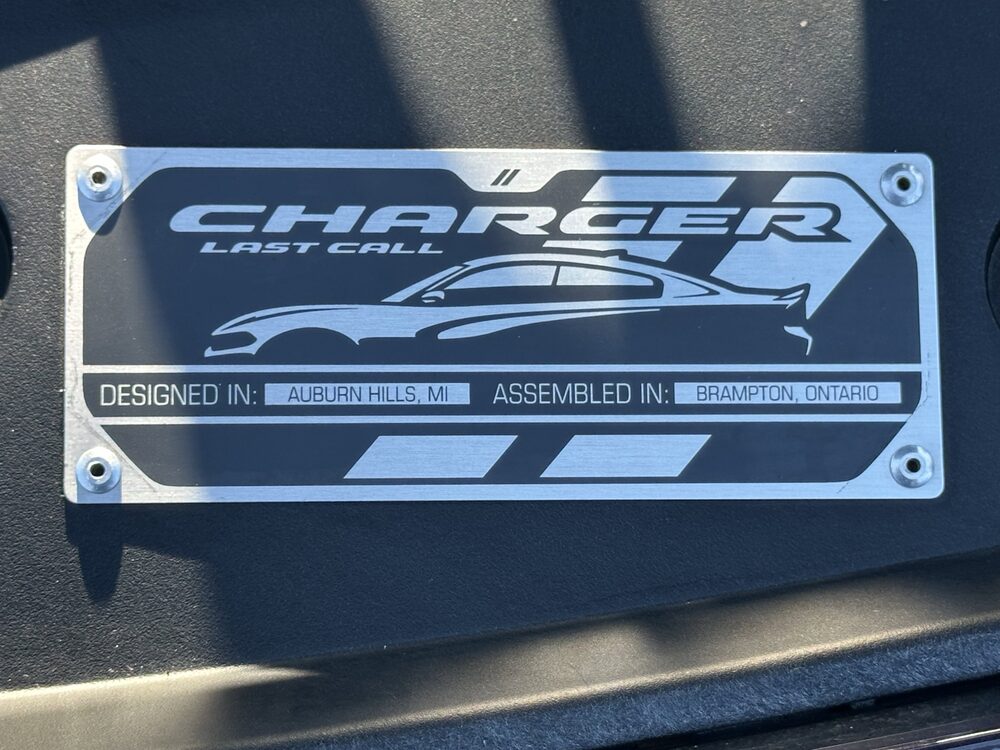 CHARGER
LAST CALL
DESIGNED IN: AUBURN HILLS, MI ASSEMBLED IN: BRAMPTON, ONTARIO